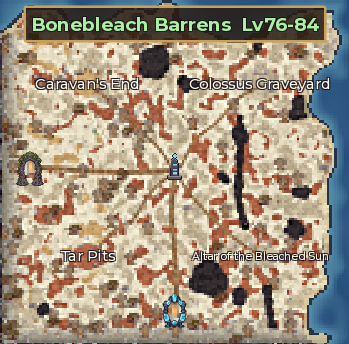 Bonebleach Barrens Lv76-84
Caravan's End
Colossus Graveyard
Tar Pits
Altar of the Bleached Sun